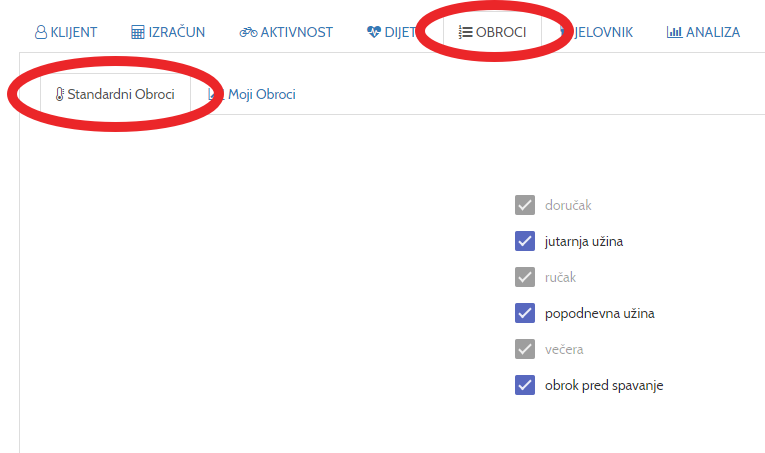 KLIJENT IZRAČUN AKTIVNOST DIJET OBROCI JELOVNIK ANALIZA
Standardni Obroci Moji Obroci
doručak
jutarnja užina
ručak
popodnevna užina
večera
obrok pred spavanje